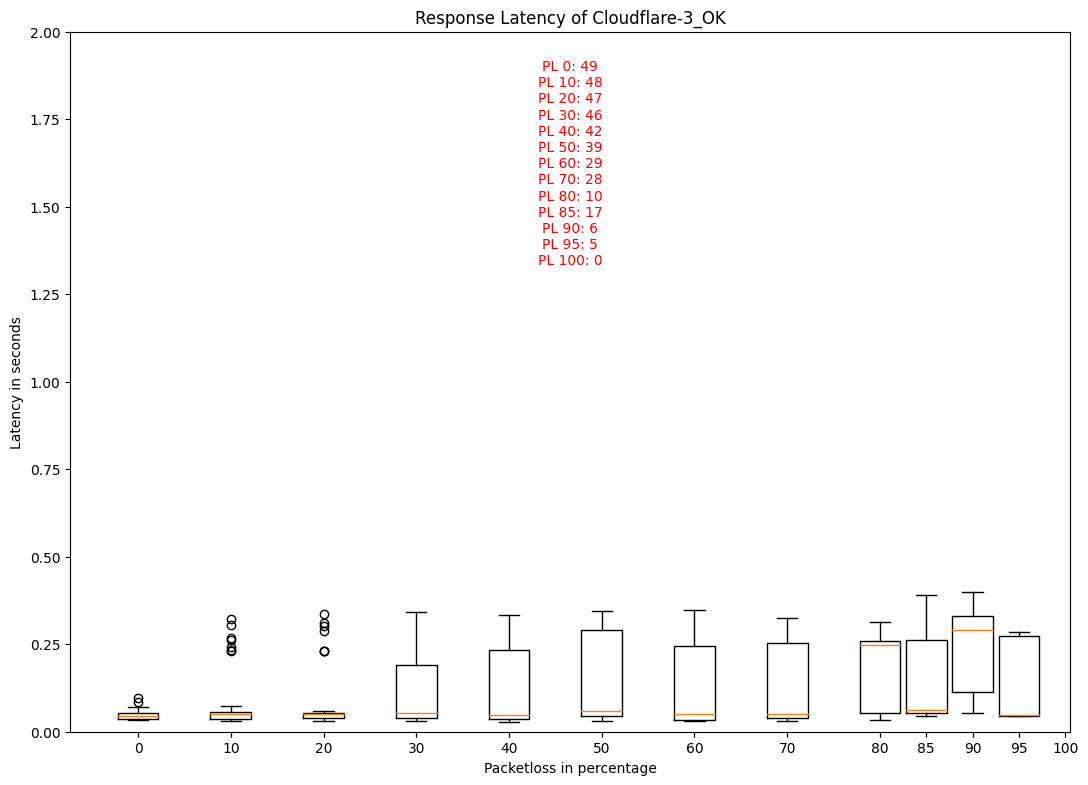 Response Latency of Cloudflare-3_OK
2.00
1.75
1.50
1.25
1.00
0.75
0.50
0.25
0.00
Latency in seconds
PL 0: 49
PL 10: 48
PL 20: 47
PL 30: 46
PL 40: 42
PL 50: 39
PL 60: 29
PL 70: 28
PL 80: 10
PL 85: 17
PL 90: 6
PL 95: 5
PL 100: 0
0 10 20 30 40 50 60 70 80 85 90 95 100
Packetloss in percentage